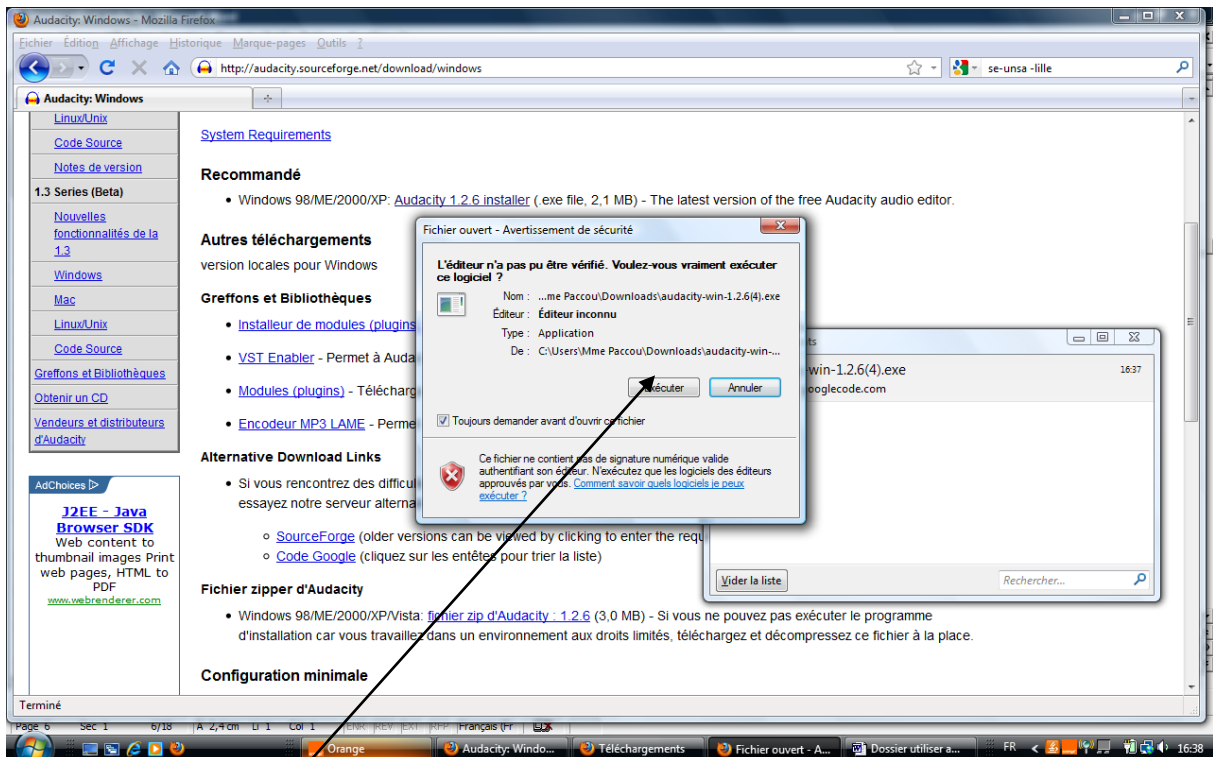 Audacity: Windows - Mozilla Firefox
Fichier Édition Affichage Historique Marque-pages Outils ?
http://audacity.sourceforge.net/download/windows
se-unsa -lille
Audacity: Windows
Linux/Unix
Code Source
Notes de version
1.3 Series (Beta)
Nouvelles
fonctionnalités de la
1.3
Windows
Mac
Linux/Unix
Code Source
Greffons et Bibliothèques
Obtenir un CD
Vendeurs et distributeurs
d'Audacity
AdChoices
J2EE - Java
Browser SDK
Web content to
thumbnail images Print
web pages, HTML to
PDF
www.webrenderer.com
System Requirements
Recommandé
• Windows 98/ME/2000/XP: Audacity 1.2.6 installer (.exe file, 2,1 MB) - The latest version of the free Audacity audio editor.
Autres téléchargements
version locales pour Windows
Greffons et Bibliothèques
• Installeur de modules (plugins
• VST Enabler - Permet à Auda
• Modules (plugins) - Télécharg
• Encodeur MP3 LAME - Perme
Alternative Download Links
• Si vous rencontrez des difficul
essayez notre serveur alterna
SourceForge (older versions can be viewed by clicking to enter the requ
Code Google (cliquez sur les entêtes pour trier la liste)
Fichier zipper d'Audacity
• Windows 98/ME/2000/XP/Vista: fichier zip d'Audacity : 1.2.6 (3,0 MB) - Si vous ne pouvez pas exécuter le programme
d'installation car vous travaillez dans un environnement aux droits limités, téléchargez et décompressez ce fichier à la place.
Configuration minimale
Fichier ouvert - Avertissement de sécurité
L'éditeur n'a pas pu être vérifié. Voulez-vous vraiment exécuter
ce logiciel ?
Nom : ...me Paccou\Downloads\audacity-win-1.2.6(4).exe
Éditeur : Éditeur inconnu
Type : Application
De : C:\Users\Mme Paccou\Downloads\audacity-win-...
Exécuter Annuler
Toujours demander avant d'ouvrir ce fichier
Ce fichier ne contient pas de signature numérique valide
authentifiant son éditeur. N'exécutez que les logiciels des éditeurs
approuvés par vous. Comment savoir quels logiciels je peux
exécuter ?
ts
win-1.2.6(4).exe 16:37
ooglecode.com
Vider la liste Rechercher...
Terminé
Page 6 Sec 1 6/18 À 2,4 cm Li 1 Col 1 ENR REV EXT RFP Français (Fr
Orange Audacity: Windo... Téléchargements Fichier ouvert - A... Dossier utiliser a... FR 16:38